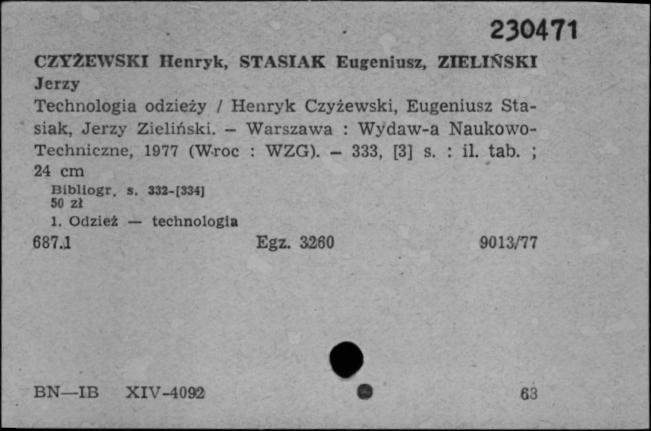 230471
CZYŻEWSKI Henryk, STASIAK Eugeniusz, ZIELIŃSKI
Jerzy
Technologia odzieży / Henryk Czyżewski, Eugeniusz Sta-
siak, Jerzy Zieliński. — Warszawa : Wydaw-a Naukowo-
Techniczne, 1977 (Wroc : WZG). — 333, [3] s. : il. tab. ;
24 cm
Bibliogr. s. 332-[334]
50 zł
1. Odzież — technologia
687.1 Egz. 3260 9013/77
BN—IB XIV-4092 63